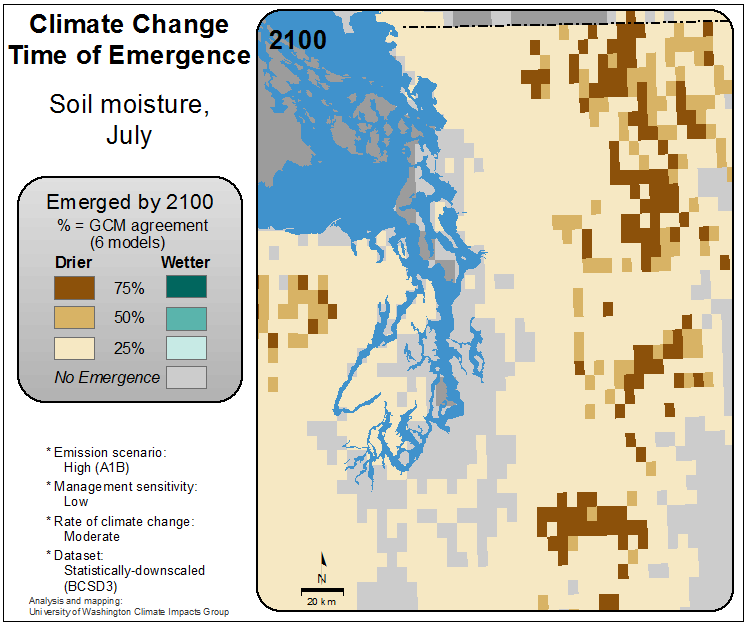 Climate Change
Time of Emergence
Soil moisture,
July
Emerged by 2100
% = GCM agreement
(6 models)
Drier Wetter
75%
50%
25%
No Emergence
* Emission scenario:
High (A1B)
* Management sensitivity:
Low
* Rate of climate change:
Moderate
* Dataset:
Statistically-downscaled
(BCSD3)
Analysis and mapping:
University of Washington Climate Impacts Group
2100
N
20 km